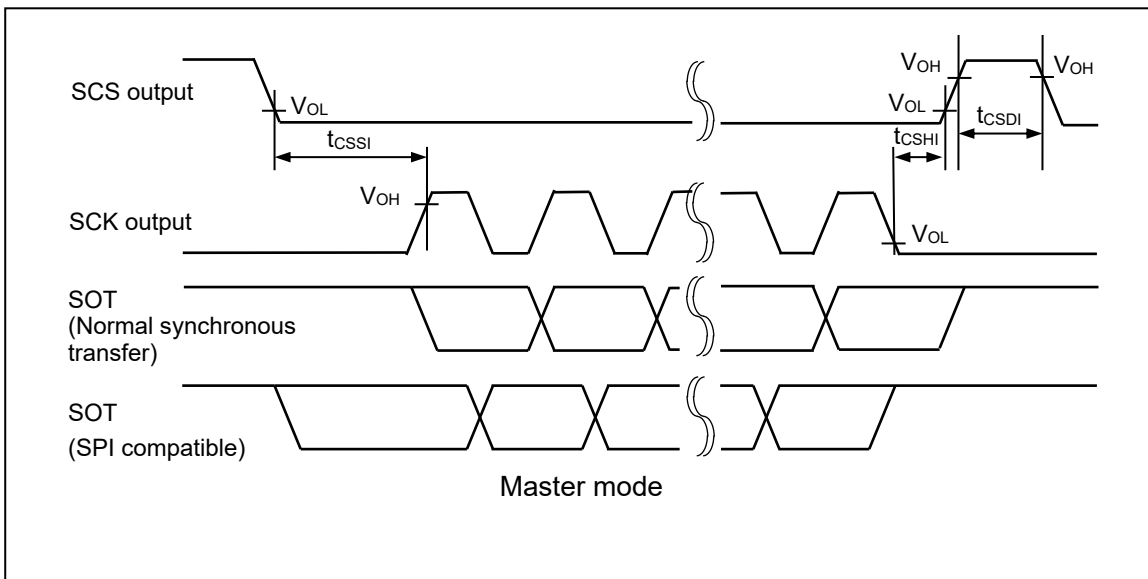 SCS output
VOL
tCSSI
VOH
VOL
tCSHI
tCSDI
VOH
SCK output
VOH
VOL
SOT
(Normal synchronous
transfer)
SOT
(SPI compatible)
Master mode